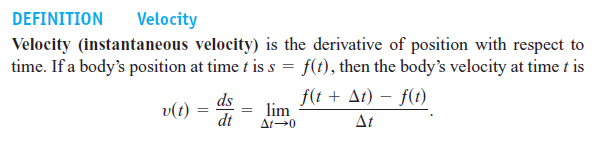 DEFINITION Velocity
Velocity (instantaneous velocity) is the derivative of position with respect to
time. If a body's position at time t is s = f(t), then the body's velocity at time t is
v(t) = ds/dt = lim Δt→0 f(t + Δt) − f(t) / Δt.